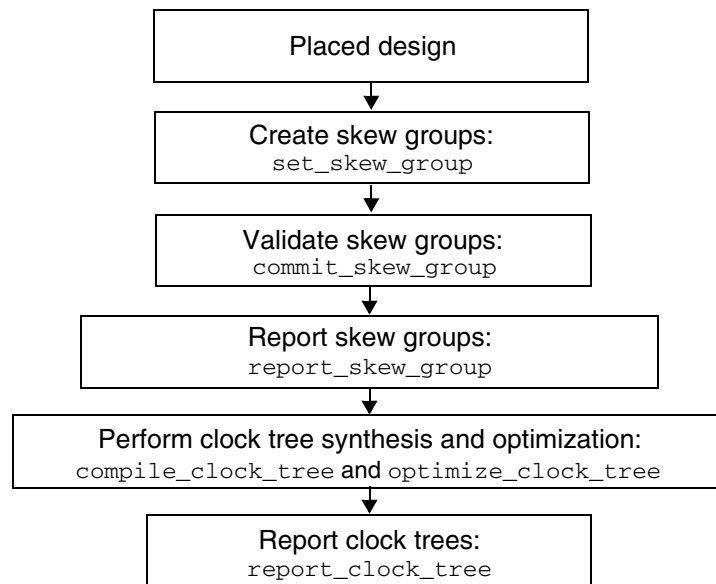 Placed design
Create skew groups:
set_skew_group
Validate skew groups:
commit_skew_group
Report skew groups:
report_skew_group
Perform clock tree synthesis and optimization:
compile_clock_tree and optimize_clock_tree
Report clock trees:
report_clock_tree